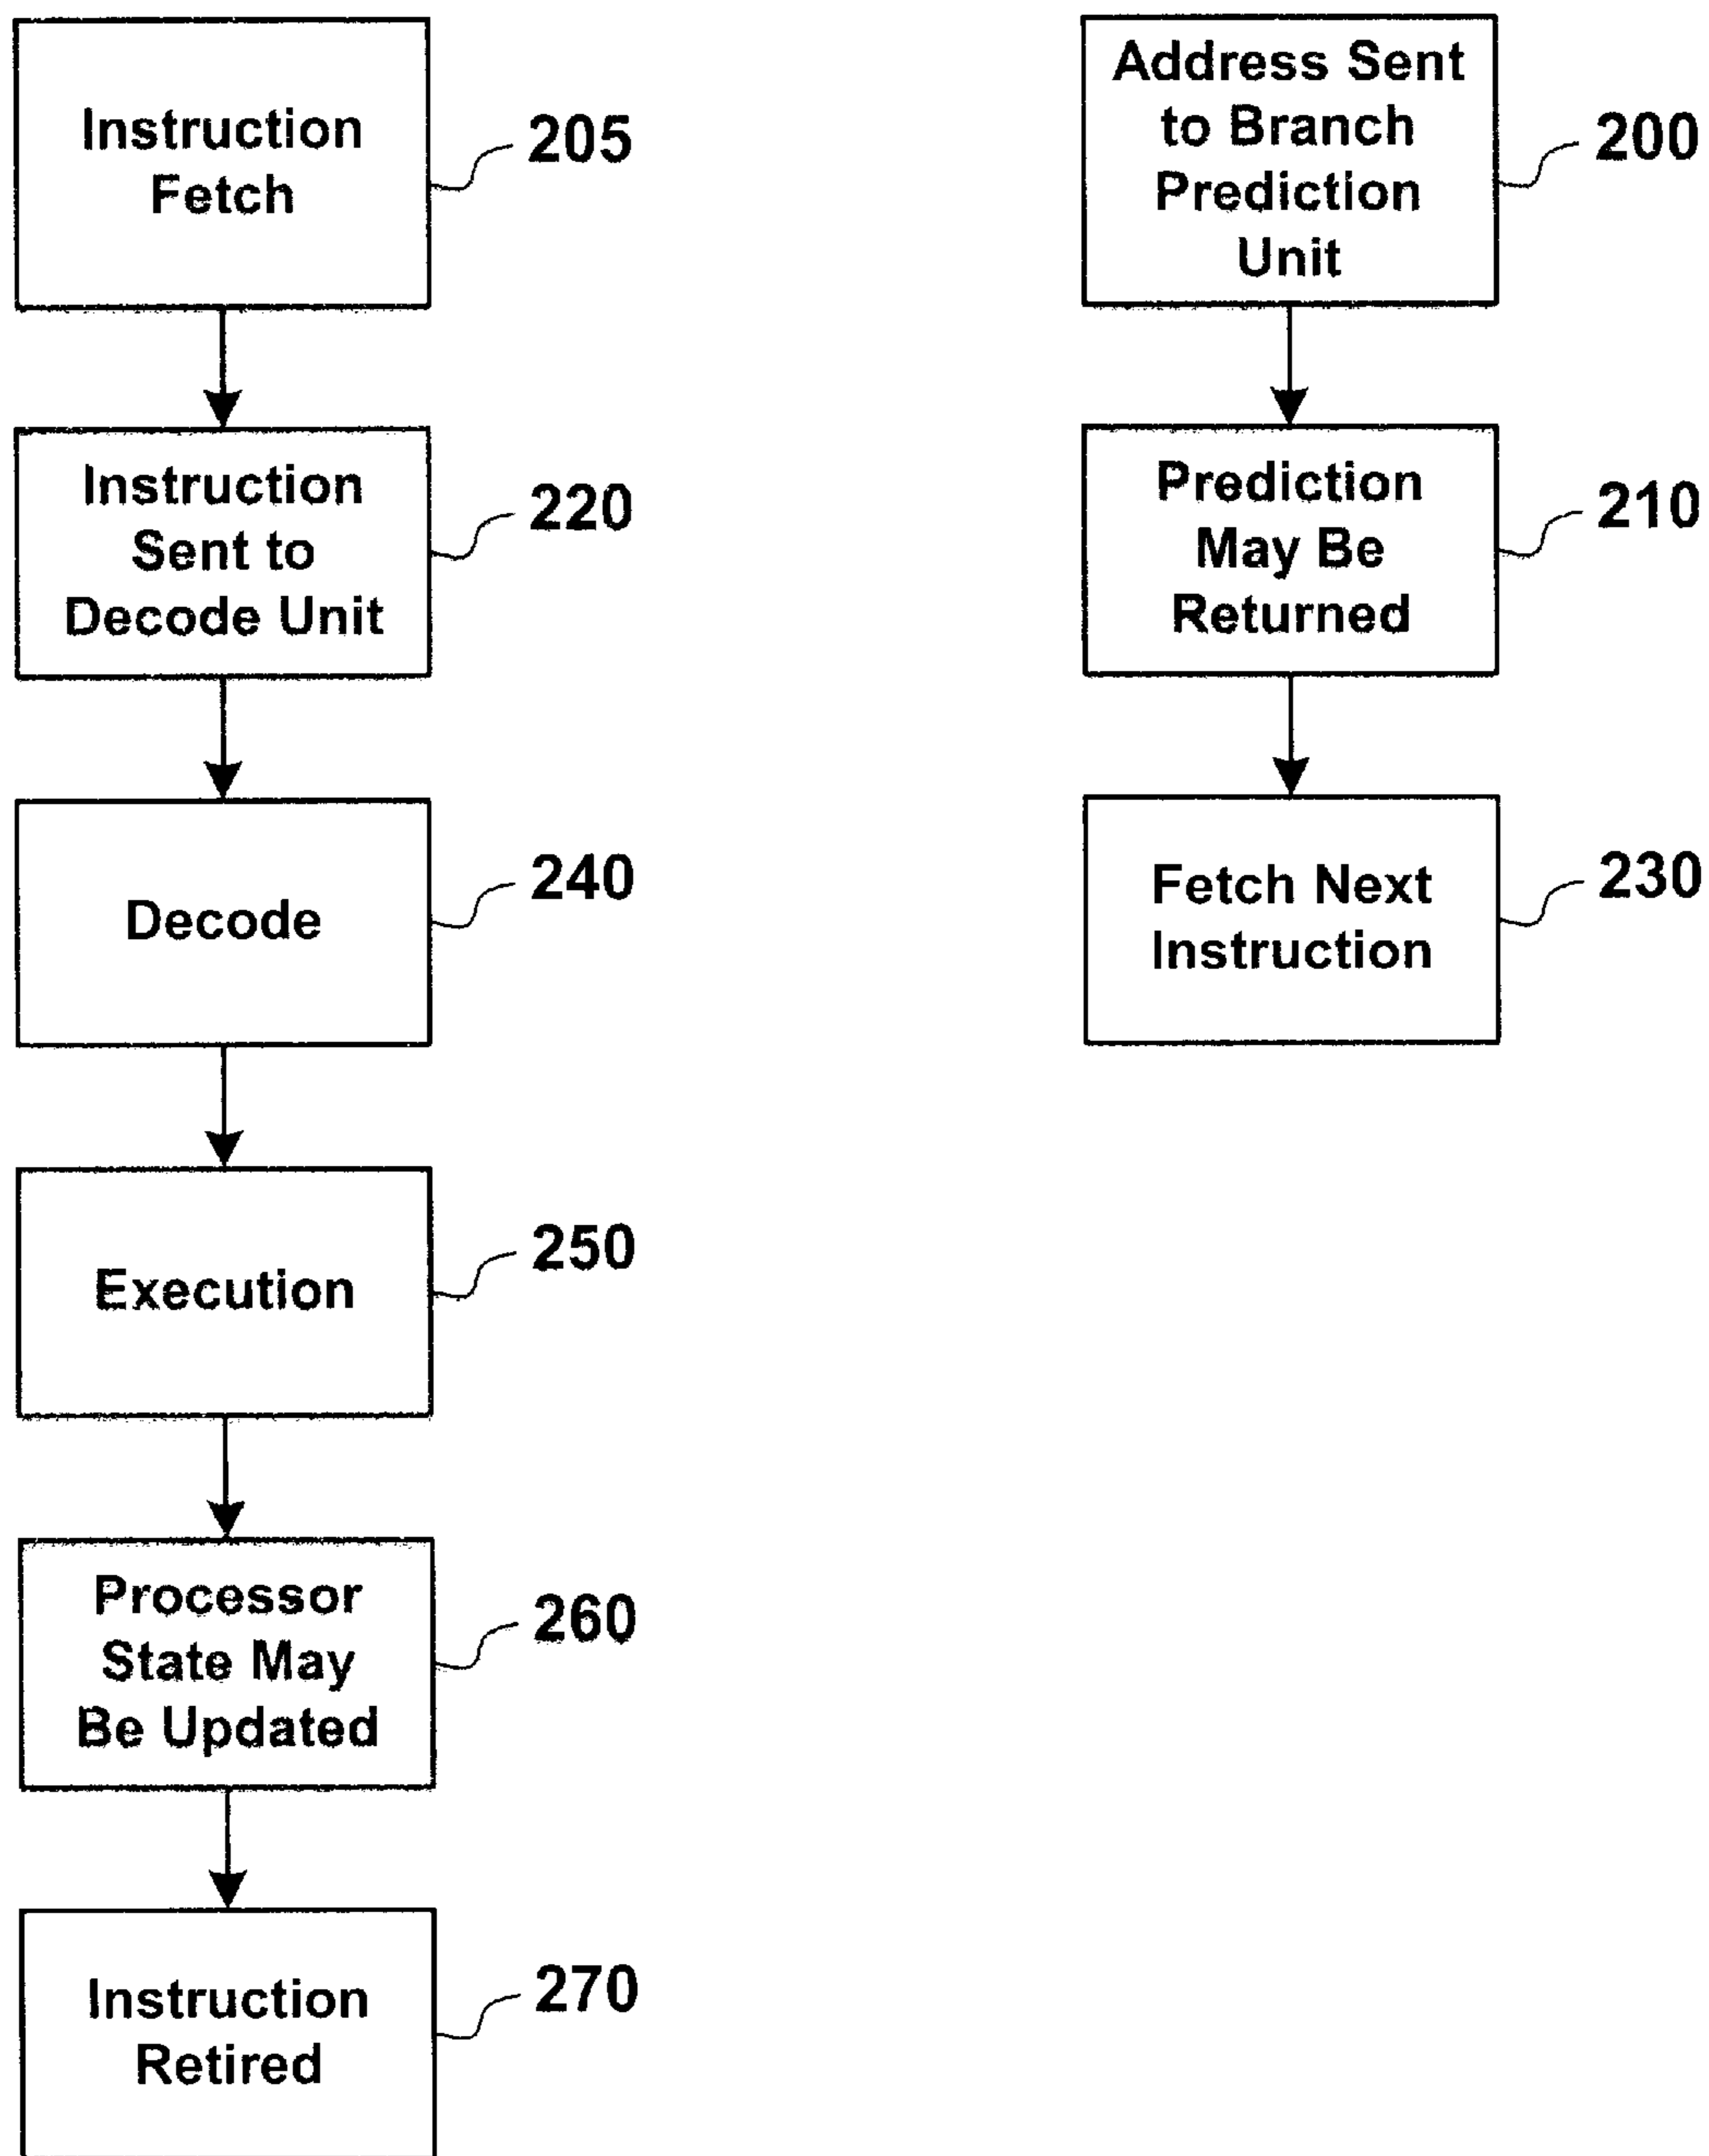 Instruction
Fetch
205
Instruction
Sent to
Decode Unit
220
Decode
240
Execution
250
Processor
State May
Be Updated
260
Instruction
Retired
270
Address Sent
to Branch
Prediction
Unit
200
Prediction
May Be
Returned
210
Fetch Next
Instruction
230